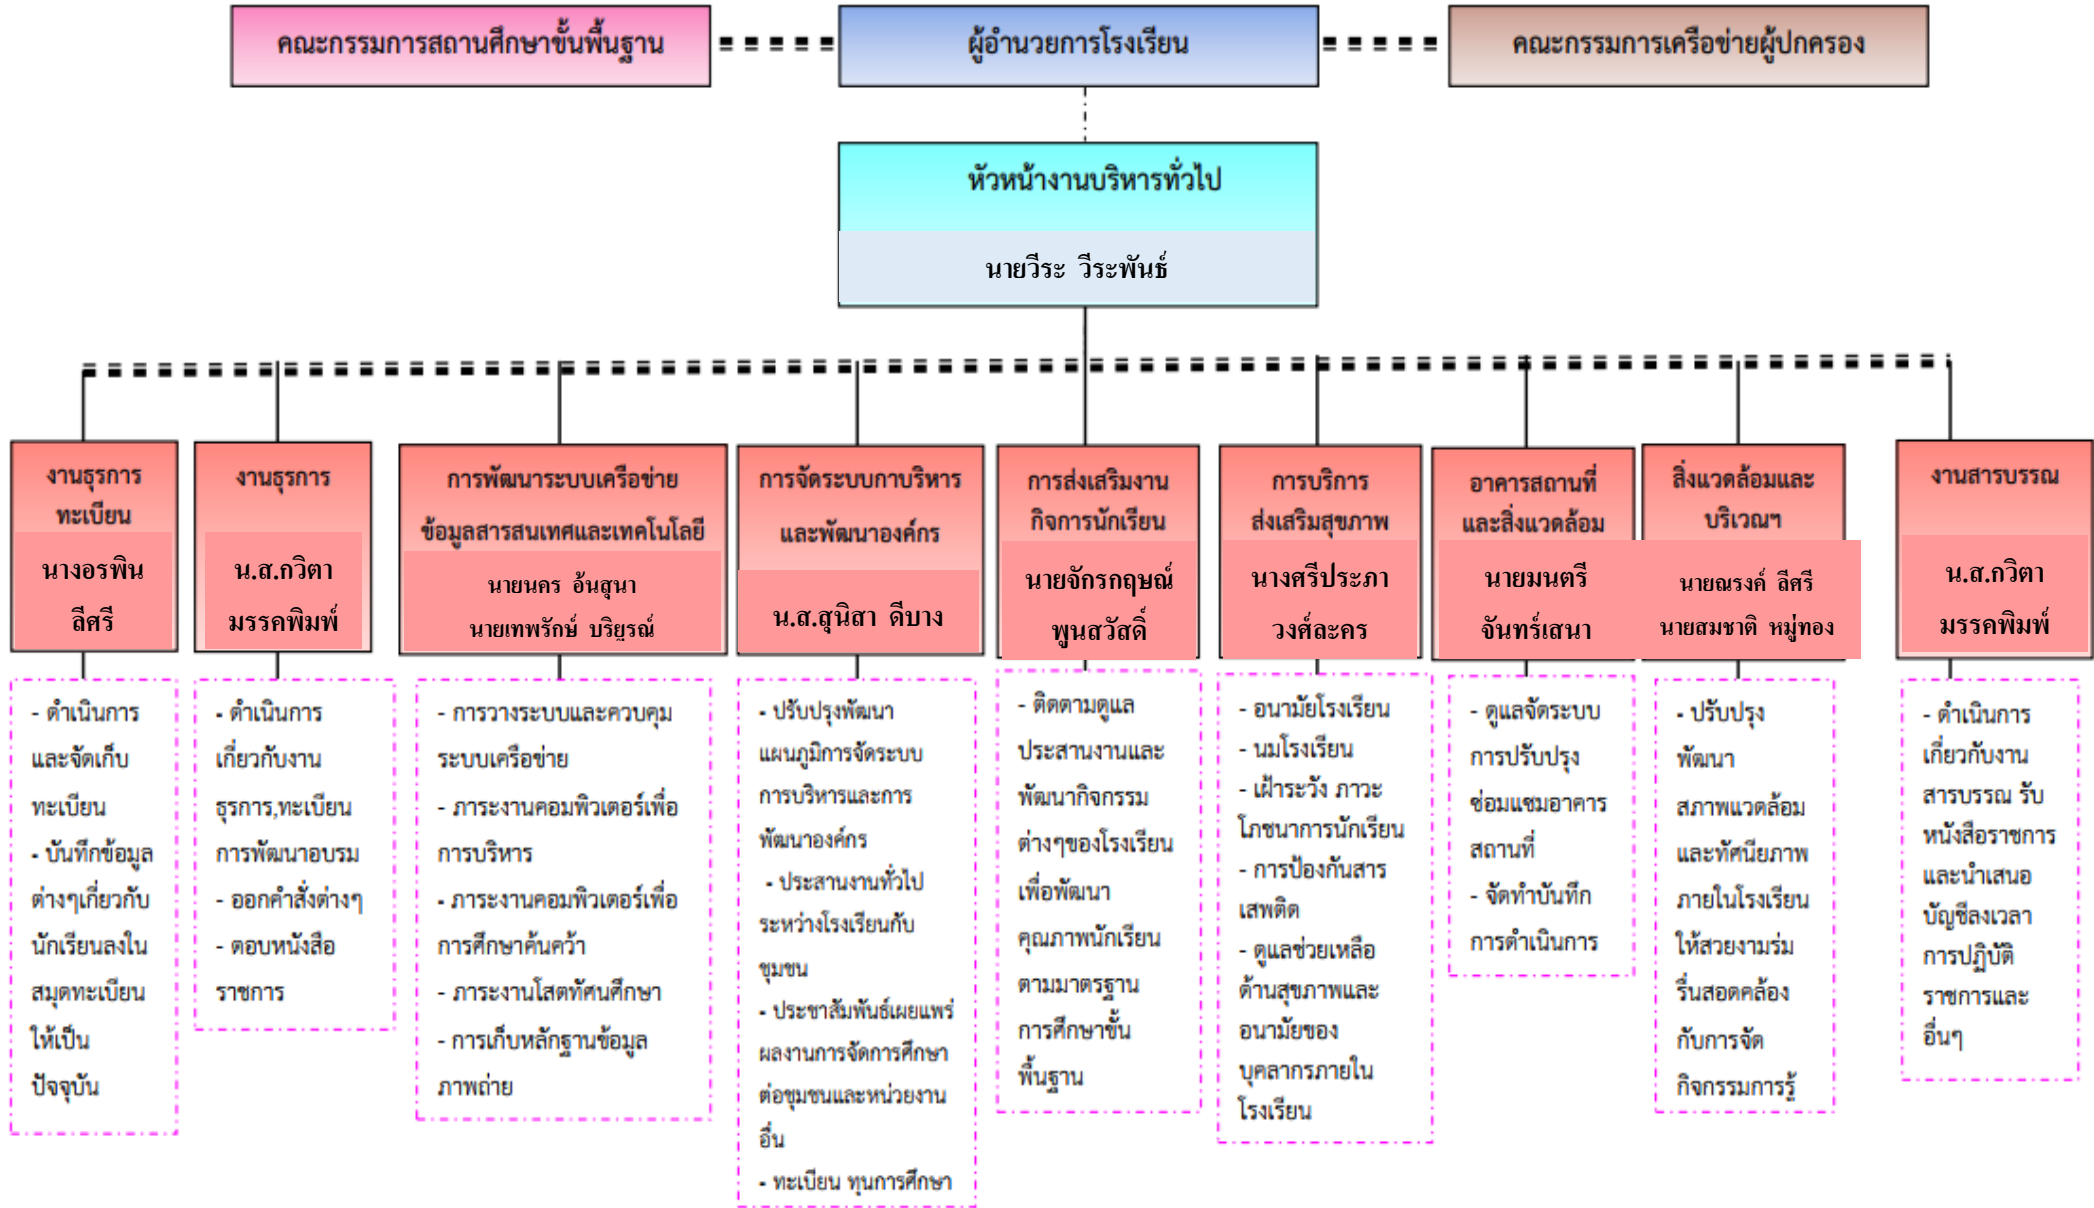 คณะกรรมการสถานศึกษาขั้นพื้นฐาน
ผู้อำนวยการโรงเรียน
คณะกรรมการเครือข่ายผู้ปกครอง
หัวหน้างานบริหารทั่วไป
นายวีระ วีระพันธ์
งานธุรการ
ทะเบียน
นางอรพิน
ลีศรี
- ดำเนินการ
และจัดเก็บ
ทะเบียน
- บันทึกข้อมูล
ต่างๆเกี่ยวกับ
นักเรียนลงใน
สมุดทะเบียน
ให้เป็น
ปัจจุบัน
งานธุรการ
น.ส.กวิตา
มรรคพิมพ์
- ดำเนินการ
เกี่ยวกับงาน
ธุรการ,ทะเบียน
การพัฒนาอบรม
- ออกคำสั่งต่างๆ
- ตอบหนังสือ
ราชการ
การพัฒนาระบบเครือข่าย
ข้อมูลสารสนเทศและเทคโนโลยี
นายนคร อ้นสุนา
นายเทพรักษ์ บริยูรณ์
- การวางระบบและควบคุม
ระบบเครือข่าย
- ภาระงานคอมพิวเตอร์เพื่อ
การบริหาร
- ภาระงานคอมพิวเตอร์เพื่อ
การศึกษาค้นคว้า
- ภาระงานโสตทัศนศึกษา
- การเก็บหลักฐานข้อมูล
ภาพถ่าย
การจัดระบบกาบริหาร
และพัฒนาองค์กร
น.ส.สุนิสา ดีบาง
- ปรับปรุงพัฒนา
แผนภูมิการจัดระบบ
การบริหารและการ
พัฒนาองค์กร
- ประสานงานทั่วไป
ระหว่างโรงเรียนกับ
ชุมชน
- ประชาสัมพันธ์เผยแพร่
ผลงานการจัดการศึกษา
ต่อชุมชนและหน่วยงาน
อื่น
- ทะเบียน ทุนการศึกษา
การส่งเสริมงาน
กิจการนักเรียน
นายจักรกฤษณ์
พูนสวัสดิ์
- ติดตามดูแล
ประสานงานและ
พัฒนากิจกรรม
ต่างๆของโรงเรียน
เพื่อพัฒนา
คุณภาพนักเรียน
ตามมาตรฐาน
การศึกษาขั้น
พื้นฐาน
การบริการ
ส่งเสริมสุขภาพ
นางศรีประภา
วงศ์ละคร
- อนามัยโรงเรียน
- นมโรงเรียน
- เฝ้าระวัง ภาวะ
โภชนาการนักเรียน
- การป้องกันสาร
เสพติด
- ดูแลช่วยเหลือ
ด้านสุขภาพและ
อนามัยของ
บุคลากรภายใน
โรงเรียน
อาคารสถานที่
และสิ่งแวดล้อม
นายมนตรี
จันทร์เสนา
- ดูแลจัดระบบ
การปรับปรุง
ซ่อมแซมอาคาร
สถานที่
- จัดทำบันทึก
การดำเนินการ
สิ่งแวดล้อมและ
บริเวณฯ
นายณรงค์ ลีศรี
นายสมชาติ หมู่ทอง
- ปรับปรุง
พัฒนา
สภาพแวดล้อม
และทัศนียภาพ
ภายในโรงเรียน
ให้สวยงามร่ม
รื่นสอดคล้อง
กับการจัด
กิจกรรมการรู้
งานสารบรรณ
น.ส.กวิตา
มรรคพิมพ์
- ดำเนินการ
เกี่ยวกับงาน
สารบรรณ รับ
หนังสือราชการ
และนำเสนอ
บัญชีลงเวลา
การปฏิบัติ
ราชการและ
อื่นๆ